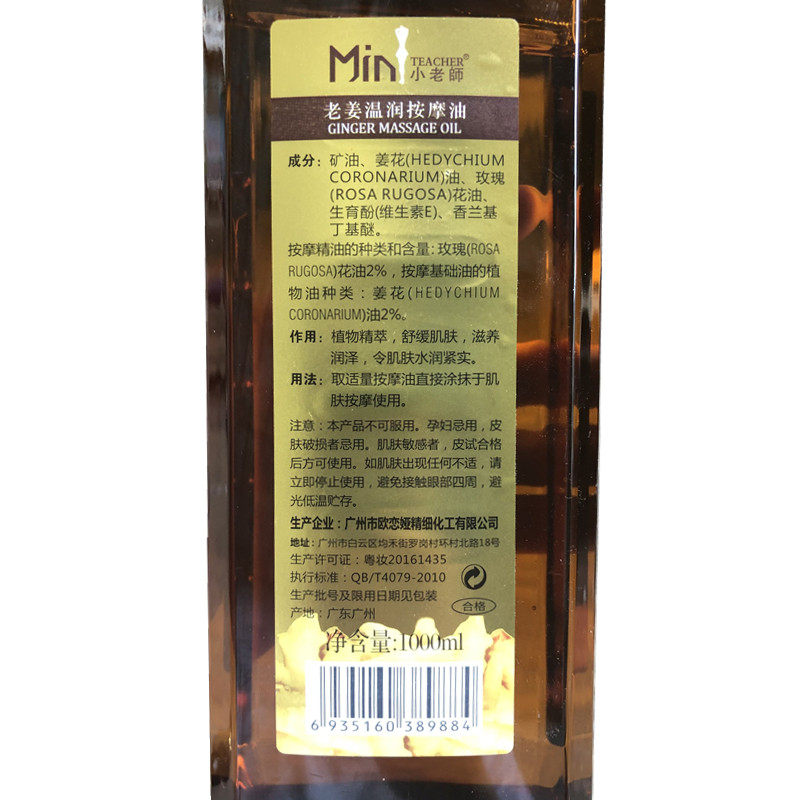 Mini TEACHER®
小老師
老姜温润按摩油
GINGER MASSAGE OIL
成分：矿油、姜花(HEDYCHIUM
CORONARIUM)油、玫瑰
(ROSA RUGOSA)花油、
生育酚(维生素E)、香兰基
丁基醚。
按摩精油的种类和含量：玫瑰(ROSA
RUGOSA)花油2%，按摩基础油的植
物油种类：姜花(HEDYCHIUM
CORONARIUM)油2%。
作用：植物精萃，舒缓肌肤，滋养
润泽，令肌肤水润紧实。
用法：取适量按摩油直接涂抹于肌
肤按摩使用。
注意：本产品不可服用。孕妇忌用，皮
肤破损者忌用。肌肤敏感者，皮试合格
后方可使用。如肌肤出现任何不适，请
立即停止使用，避免接触眼部四周，避
光低温贮存。
生产企业：广州市欧恋娅精细化工有限公司
地址：广州市白云区均禾街罗岗村环村北路18号
生产许可证：粤妆20161435
执行标准：QB/T4079-2010
生产批号及限用日期见包装
合格
产地：广东广州
净含量:1000ml
6 935160 389884